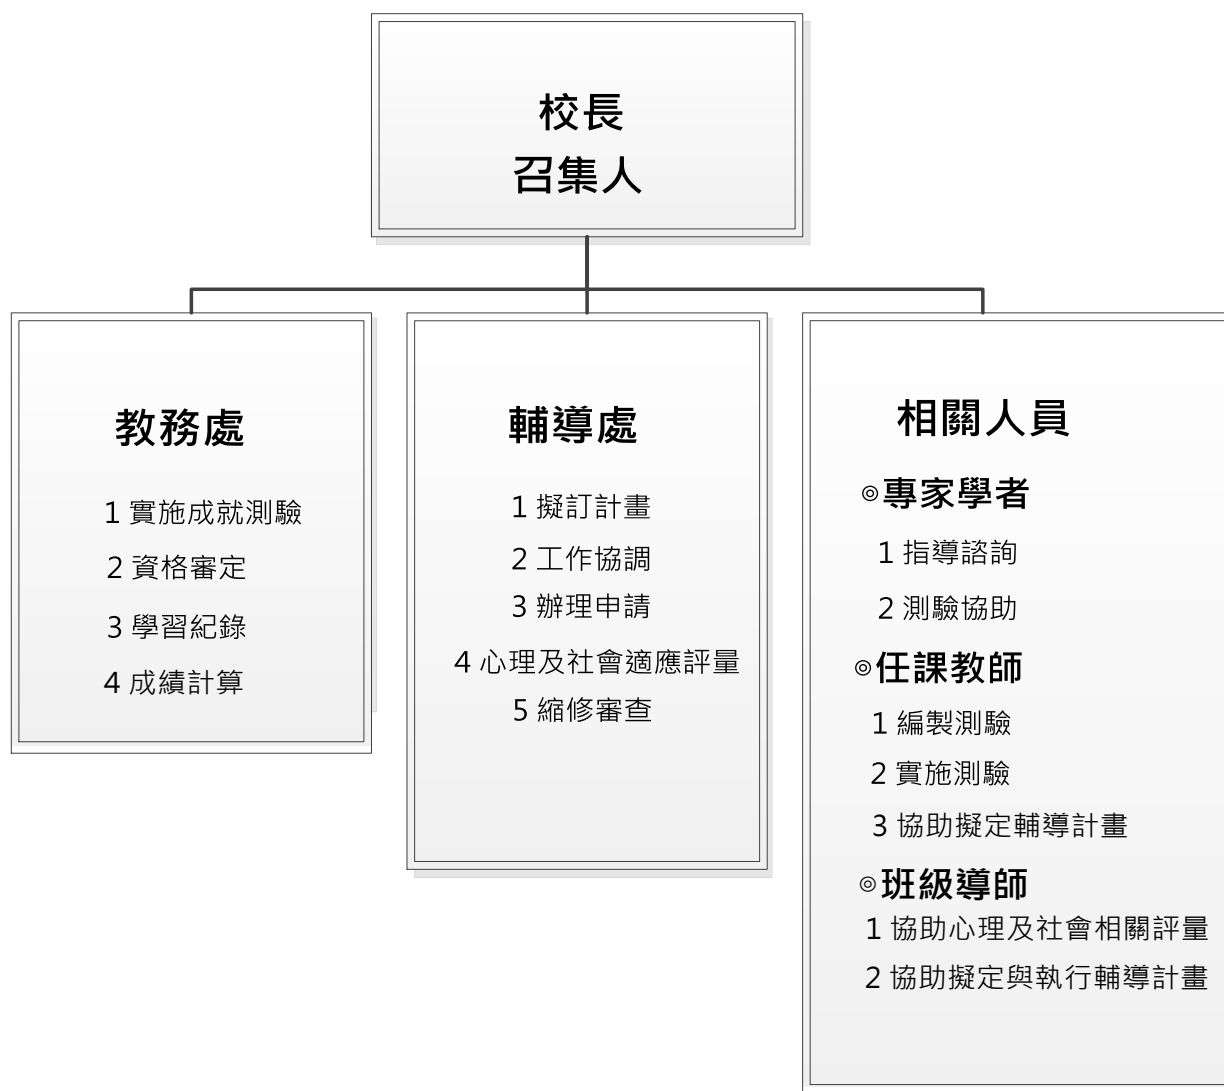 校長
召集人
教務處
1 實施成就測驗
2 資格審定
3 學習紀錄
4 成績計算
輔導處
1 擬訂計畫
2 工作協調
3 辦理申請
4 心理及社會適應評量
5 縮修審查
相關人員
◎專家學者
1 指導諮詢
2 測驗協助
◎任課教師
1 編製測驗
2 實施測驗
3 協助擬定輔導計畫
◎班級導師
1 協助心理及社會相關評量
2 協助擬定與執行輔導計畫